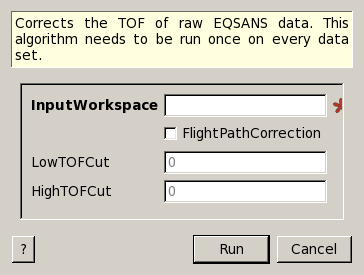 Corrects the TOF of raw EQSANS data. This
algorithm needs to be run once on every data
set.
InputWorkspace
FlightPathCorrection
LowTOFCut 0
HighTOFCut 0
? Run Cancel